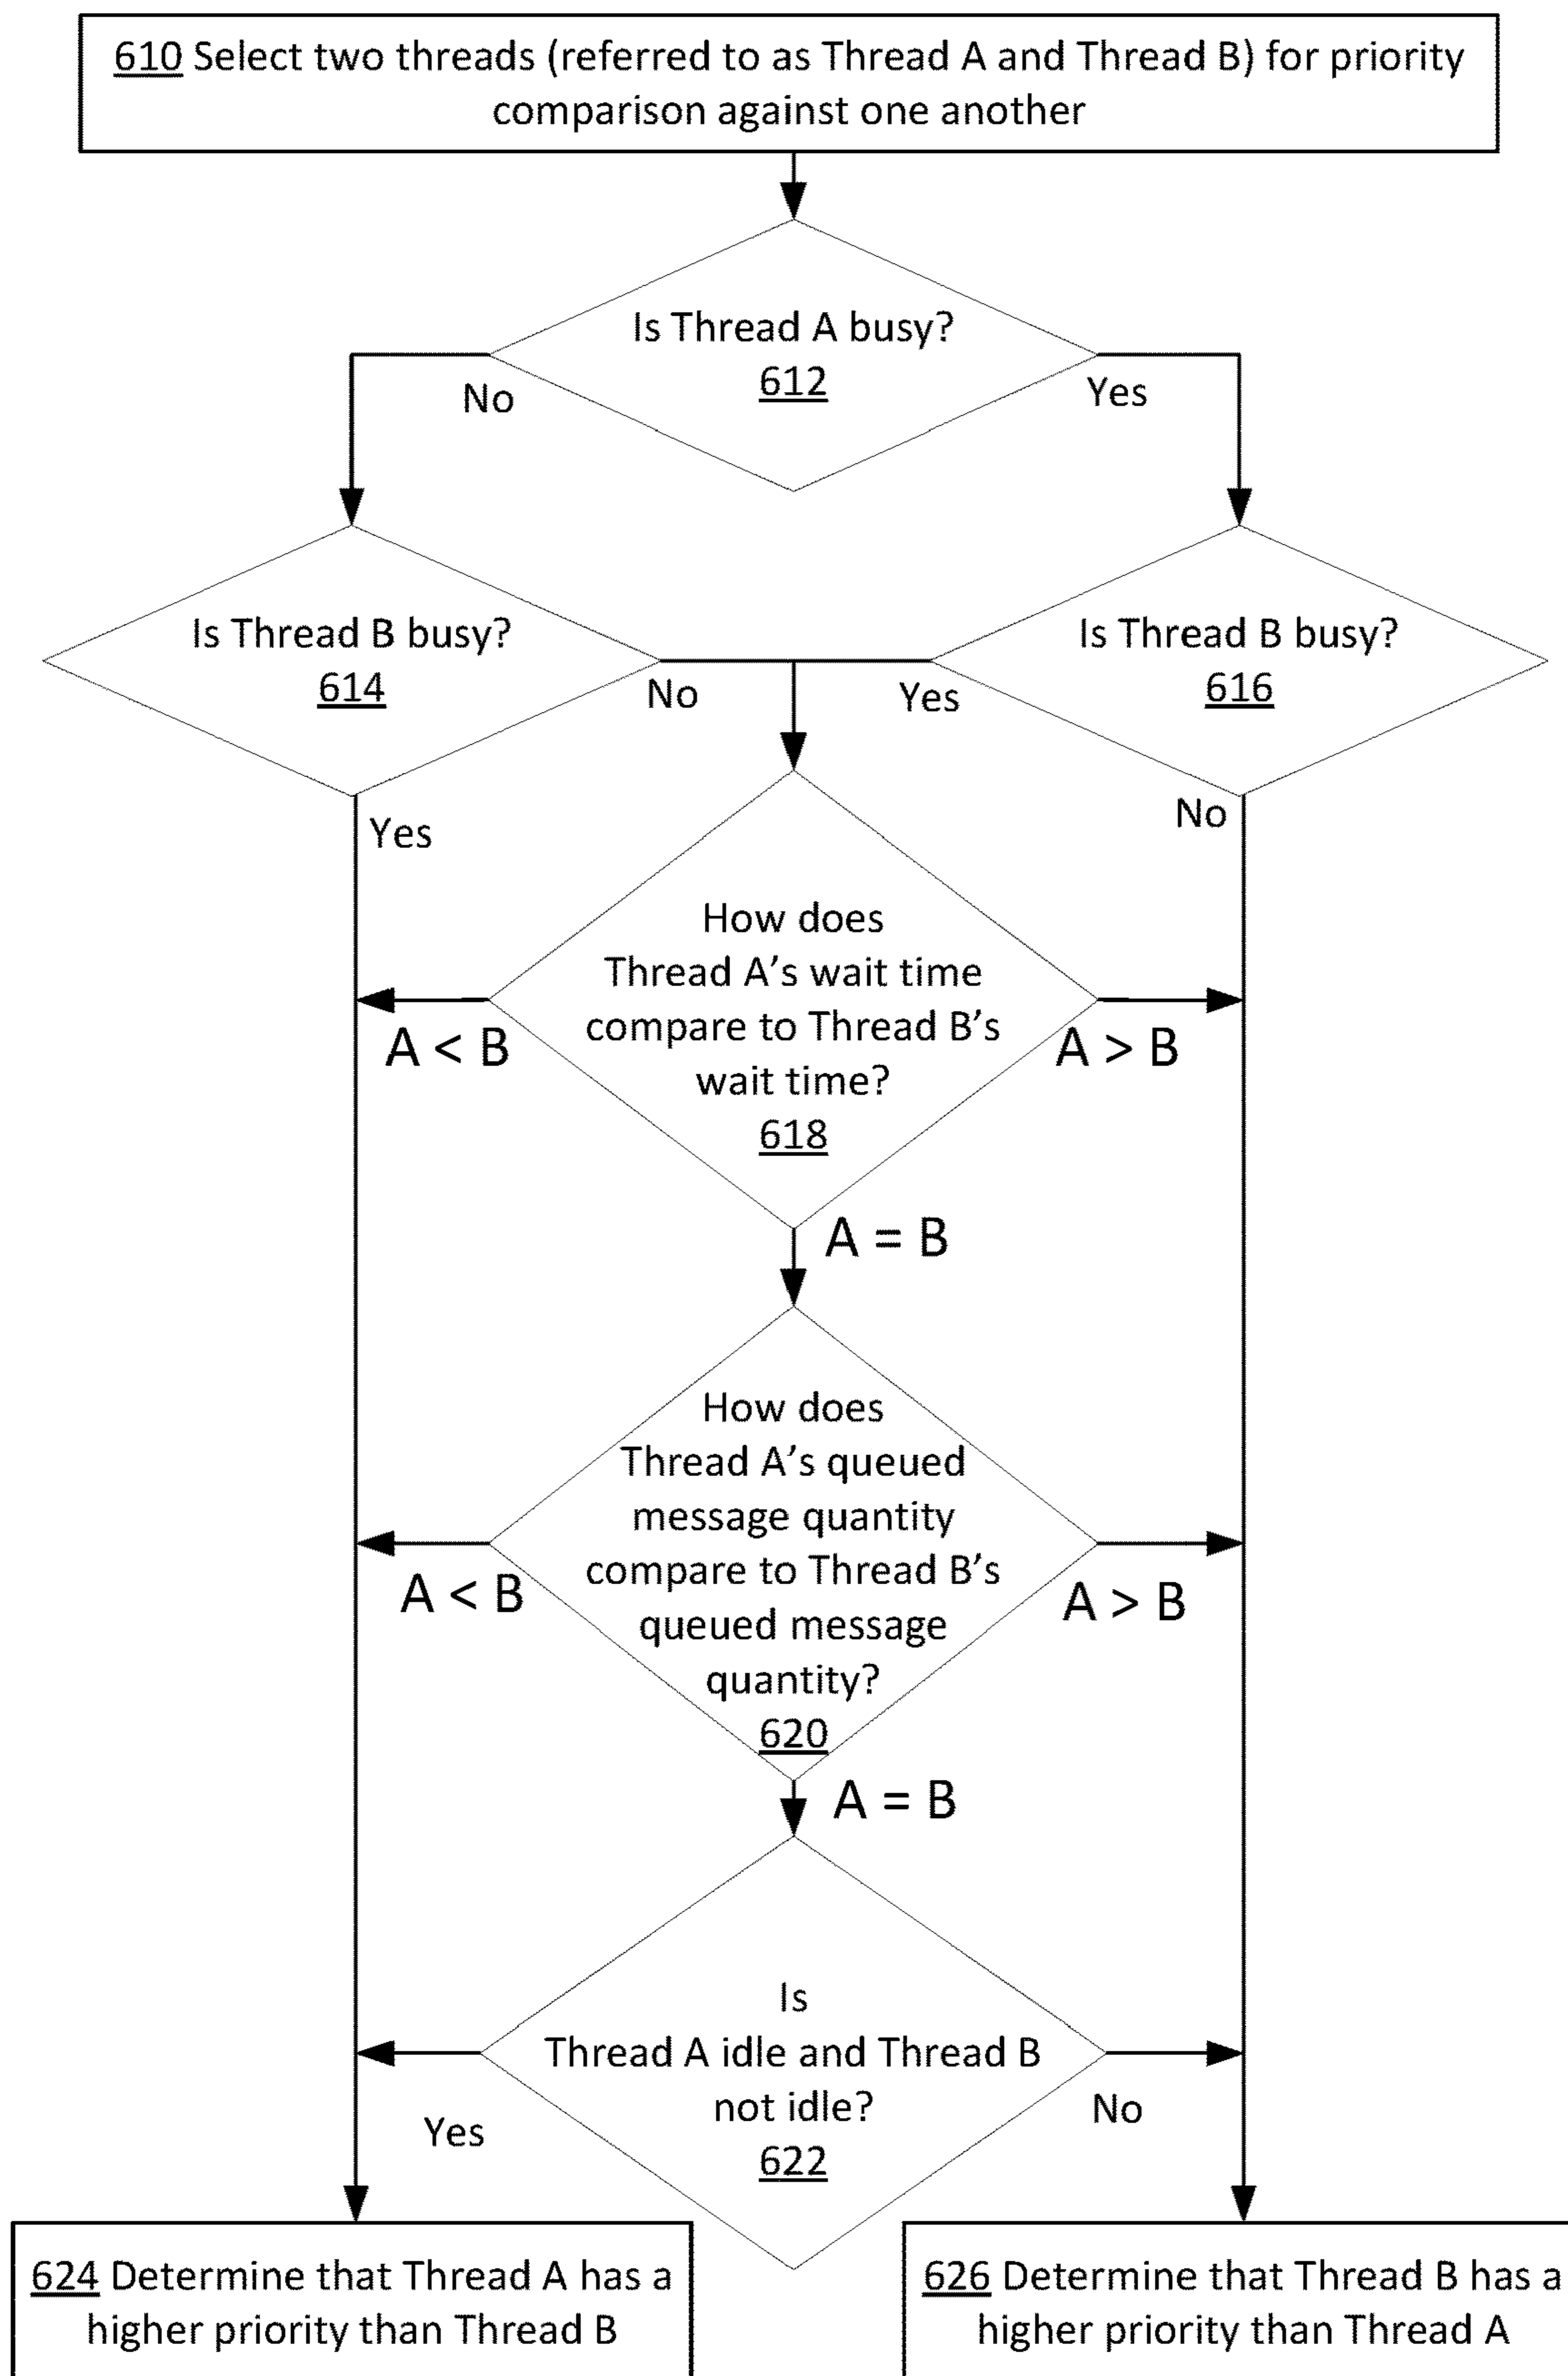 610 Select two threads (referred to as Thread A and Thread B) for priority
comparison against one another
Is Thread A busy?
612
No
Yes
Is Thread B busy?
614
No
Yes
Is Thread B busy?
616
Yes
No
How does
Thread A's wait time
compare to Thread B's
wait time?
618
A < B
A > B
A = B
How does
Thread A's queued
message quantity
compare to Thread B's
queued message
quantity?
620
A < B
A > B
A = B
Is
Thread A idle and Thread B
not idle?
622
Yes
No
624 Determine that Thread A has a
higher priority than Thread B
626 Determine that Thread B has a
higher priority than Thread A